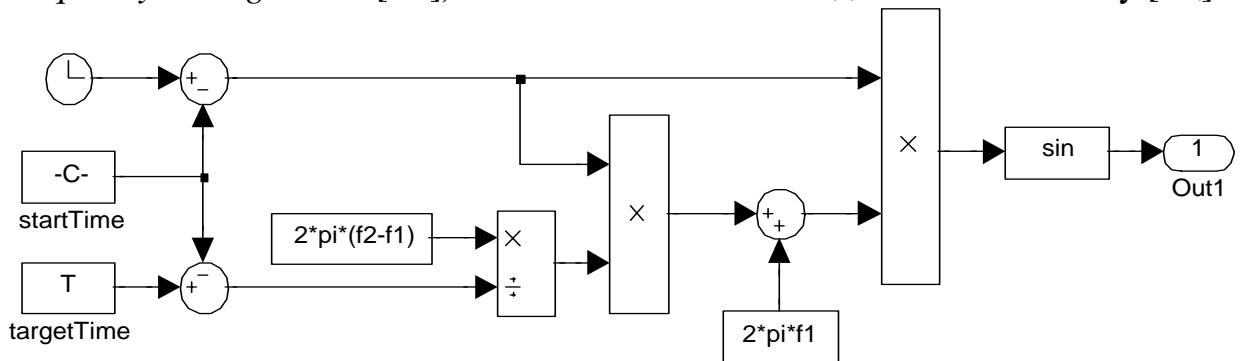 -C-
startTime
T
targetTime
2*pi*(f2-f1)
2*pi*f1
sin
1
Out1